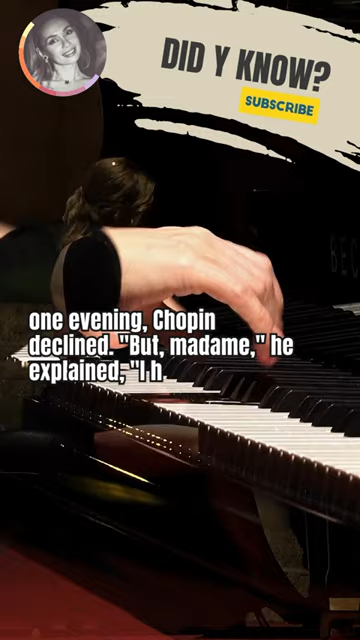 DID Y KNOW?
SUBSCRIBE
one evening, Chopin
declined. "But, madame," he
explained, "I h